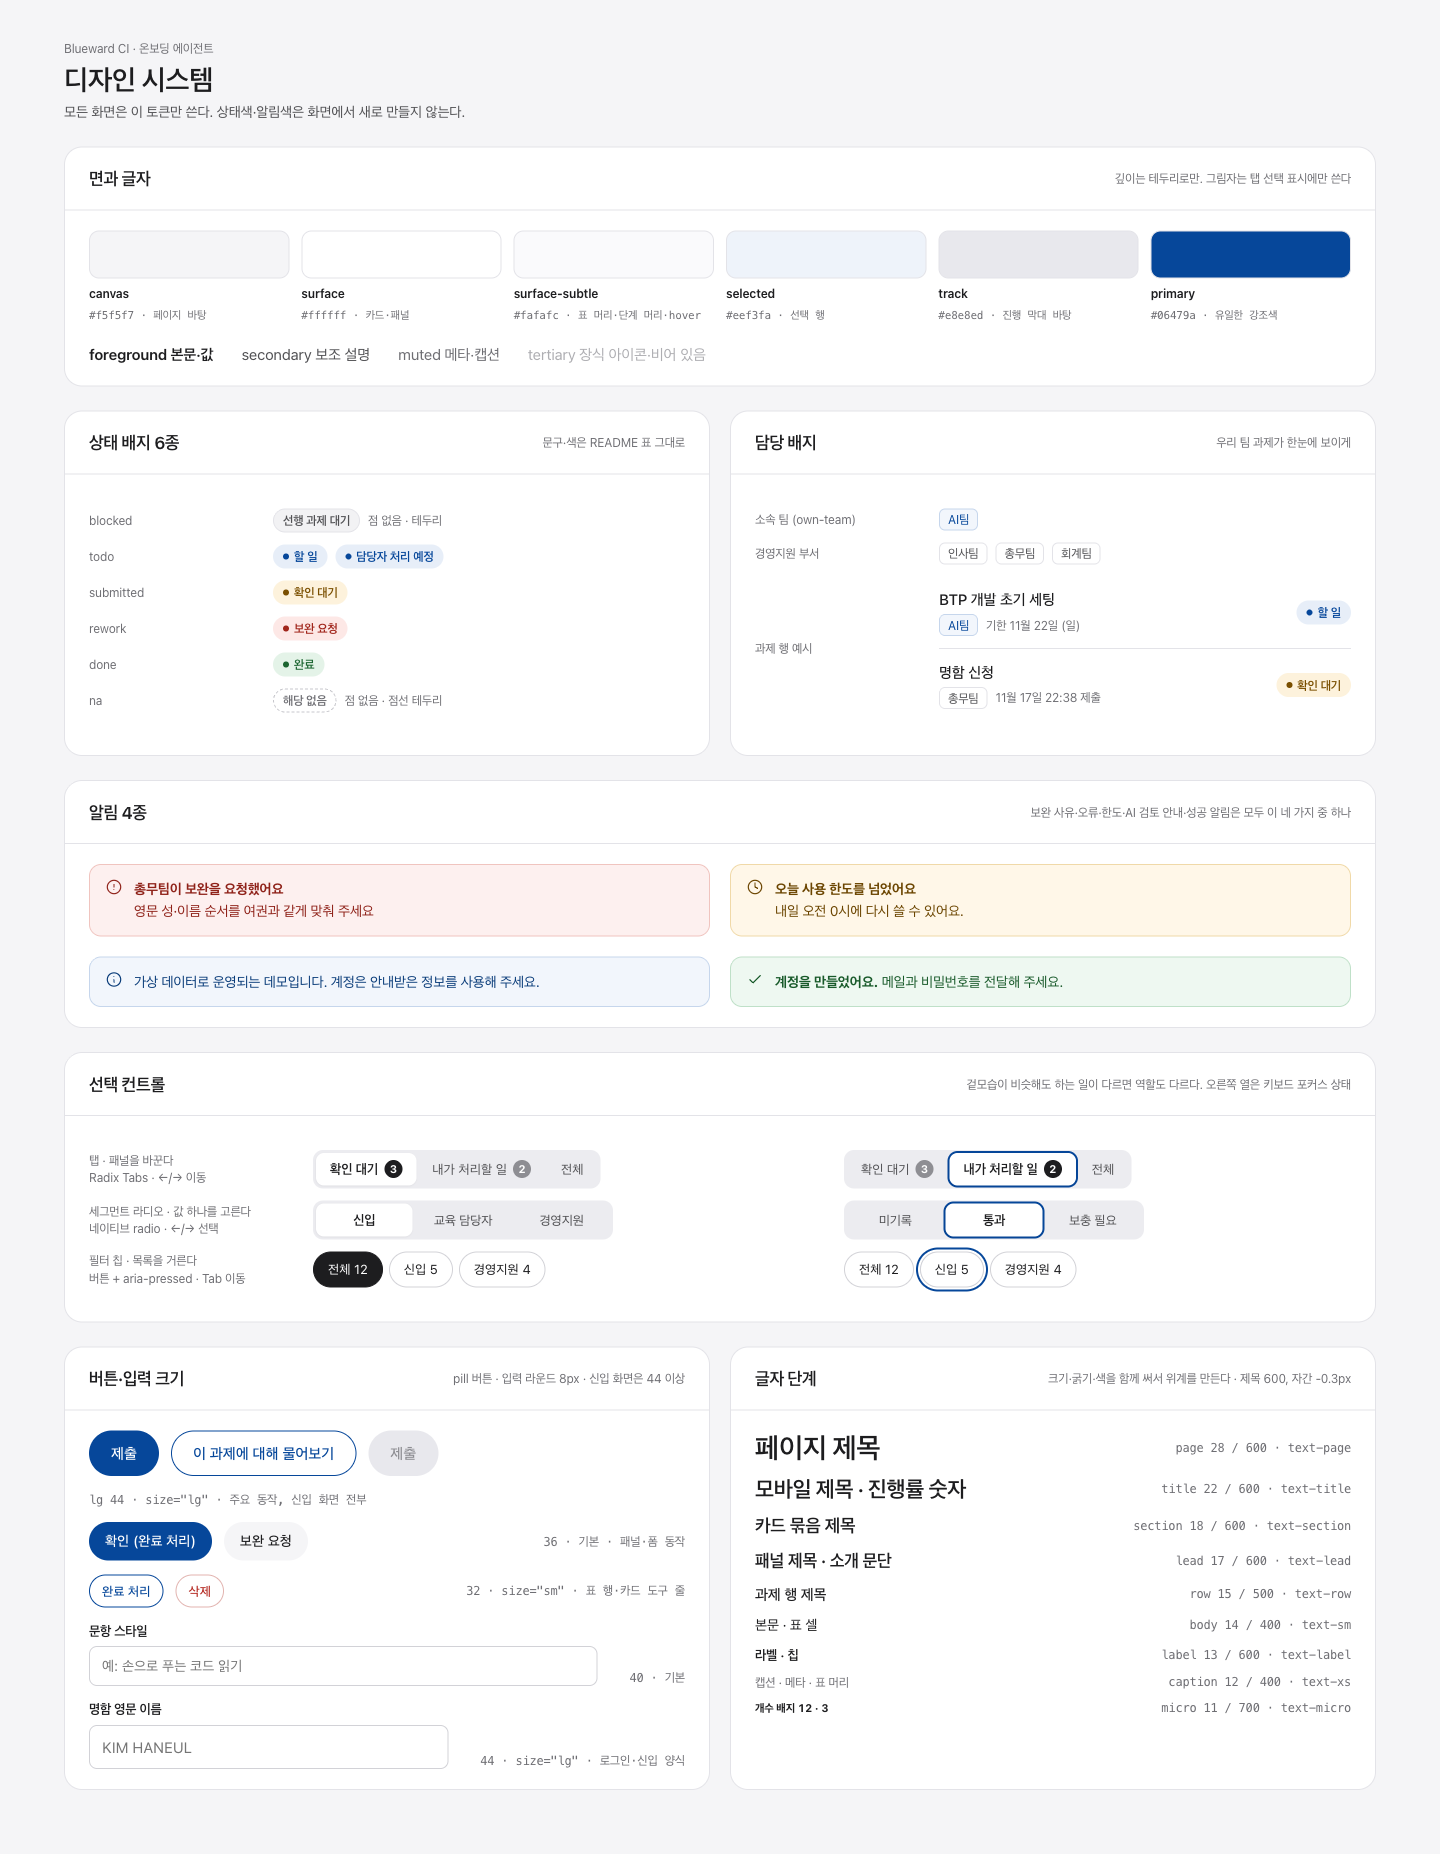 Blueward CI · 온보딩 에이전트
디자인 시스템
모든 화면은 이 토큰만 쓴다. 상태색·알림색은 화면에서 새로 만들지 않는다.
면과 글자
깊이는 테두리로만. 그림자는 탭 선택 표시에만 쓴다
canvas
#f5f5f7 · 페이지 바탕
surface
#ffffff · 카드·패널
surface-subtle
#fafafc · 표 머리·단계 머리·hover
selected
#eef3fa · 선택 행
track
#e8e8ed · 진행 막대 바탕
primary
#06479a · 유일한 강조색
foreground 본문·값
secondary 보조 설명
muted 메타·캡션
tertiary 장식 아이콘·비어 있음
상태 배지 6종
문구·색은 README 표 그대로
blocked
선행 과제 대기
점 없음 · 테두리
todo
할 일
담당자 처리 예정
submitted
확인 대기
rework
보완 요청
done
완료
na
해당 없음
점 없음 · 점선 테두리
담당 배지
우리 팀 과제가 한눈에 보이게
소속 팀 (own-team)
AI팀
경영지원 부서
인사팀
총무팀
회계팀
과제 행 예시
BTP 개발 초기 세팅
AI팀
기한 11월 22일 (일)
할 일
명함 신청
총무팀
11월 17일 22:38 제출
확인 대기
알림 4종
보완 사유·오류·한도·AI 검토 안내·성공 알림은 모두 이 네 가지 중 하나
총무팀이 보완을 요청했어요
영문 성·이름 순서를 여권과 같게 맞춰 주세요
오늘 사용 한도를 넘었어요
내일 오전 0시에 다시 쓸 수 있어요.
가상 데이터로 운영되는 데모입니다. 계정은 안내받은 정보를 사용해 주세요.
계정을 만들었어요. 메일과 비밀번호를 전달해 주세요.
선택 컨트롤
겉모습이 비슷해도 하는 일이 다르면 역할도 다르다. 오른쪽 열은 키보드 포커스 상태
탭 · 패널을 바꾼다
Radix Tabs · ←/→ 이동
확인 대기 3
내가 처리할 일 2
전체
확인 대기 3
내가 처리할 일 2
전체
세그먼트 라디오 · 값 하나를 고른다
네이티브 radio · ←/→ 선택
신입
교육 담당자
경영지원
미기록
통과
보충 필요
필터 칩 · 목록을 거른다
버튼 + aria-pressed · Tab 이동
전체 12
신입 5
경영지원 4
전체 12
신입 5
경영지원 4
버튼·입력 크기
pill 버튼 · 입력 라운드 8px · 신입 화면은 44 이상
제출
이 과제에 대해 물어보기
제출
lg 44 · size="lg" · 주요 동작, 신입 화면 전부
확인 (완료 처리)
보완 요청
36 · 기본 · 패널·폼 동작
완료 처리
삭제
32 · size="sm" · 표 행·카드 도구 줄
문항 스타일
예: 손으로 푸는 코드 읽기
40 · 기본
명함 영문 이름
KIM HANEUL
44 · size="lg" · 로그인·신입 양식
글자 단계
크기·굵기·색을 함께 써서 위계를 만든다 · 제목 600, 자간 -0.3px
페이지 제목
page 28 / 600 · text-page
모바일 제목 · 진행률 숫자
title 22 / 600 · text-title
카드 묶음 제목
section 18 / 600 · text-section
패널 제목 · 소개 문단
lead 17 / 600 · text-lead
과제 행 제목
row 15 / 500 · text-row
본문 · 표 셀
body 14 / 400 · text-sm
라벨 · 칩
label 13 / 600 · text-label
캡션 · 메타 · 표 머리
caption 12 / 400 · text-xs
개수 배지 12 · 3
micro 11 / 700 · text-micro